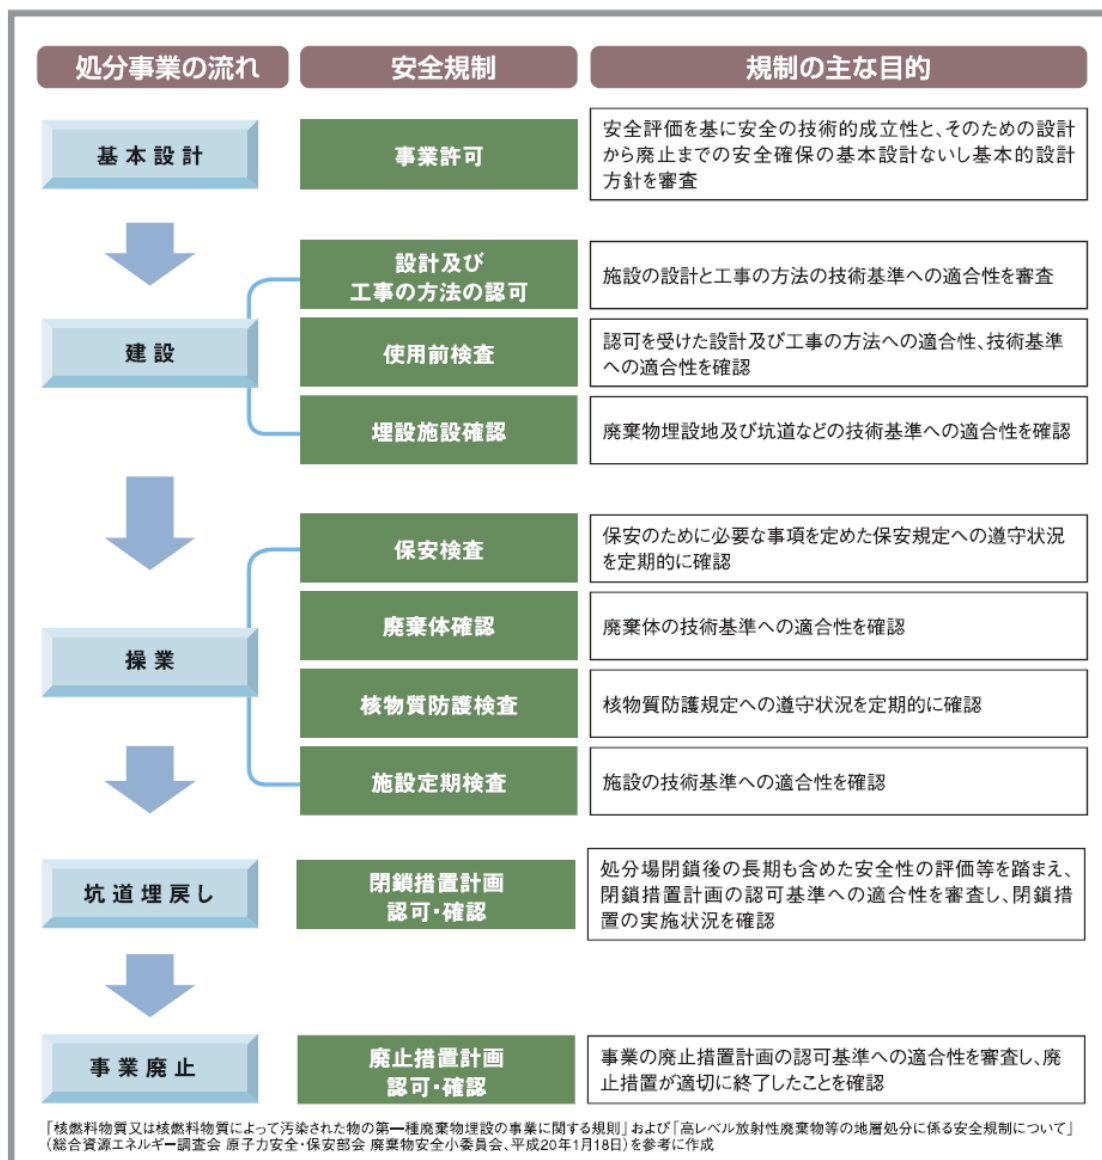 処分事業の流れ
安全規制
規制の主な目的
基本設計
事業許可
安全評価を基に安全の技術的成立性と、そのための設計
から廃止までの安全確保の基本設計ないし基本的設計
方針を審査
建設
設計及び
工事の方法の認可
施設の設計と工事の方法の技術基準への適合性を審査
使用前検査
認可を受けた設計及び工事の方法への適合性、技術基準
への適合性を確認
埋設施設確認
廃棄物埋設地及び坑道などの技術基準への適合性を確認
操業
保安検査
保安のために必要な事項を定めた保安規定への遵守状況
を定期的に確認
廃棄体確認
廃棄体の技術基準への適合性を確認
核物質防護検査
核物質防護規定への遵守状況を定期的に確認
施設定期検査
施設の技術基準への適合性を確認
坑道埋戻し
閉鎖措置計画
認可・確認
処分場閉鎖後の長期も含めた安全性の評価等を踏まえ、
閉鎖措置計画の認可基準への適合性を審査し、閉鎖措
置の実施状況を確認
事業廃止
廃止措置計画
認可・確認
事業の廃止措置計画の認可基準への適合性を審査し、廃
止措置が適切に終了したことを確認
「核燃料物質又は核燃料物質によって汚染された物の第一種廃棄物埋設の事業に関する規則」および「高レベル放射性廃棄物等の地層処分に係る安全規制について」
（総合資源エネルギー調査会 原子力安全・保安部会 廃棄物安全小委員会、平成20年1月18日）を参考に作成